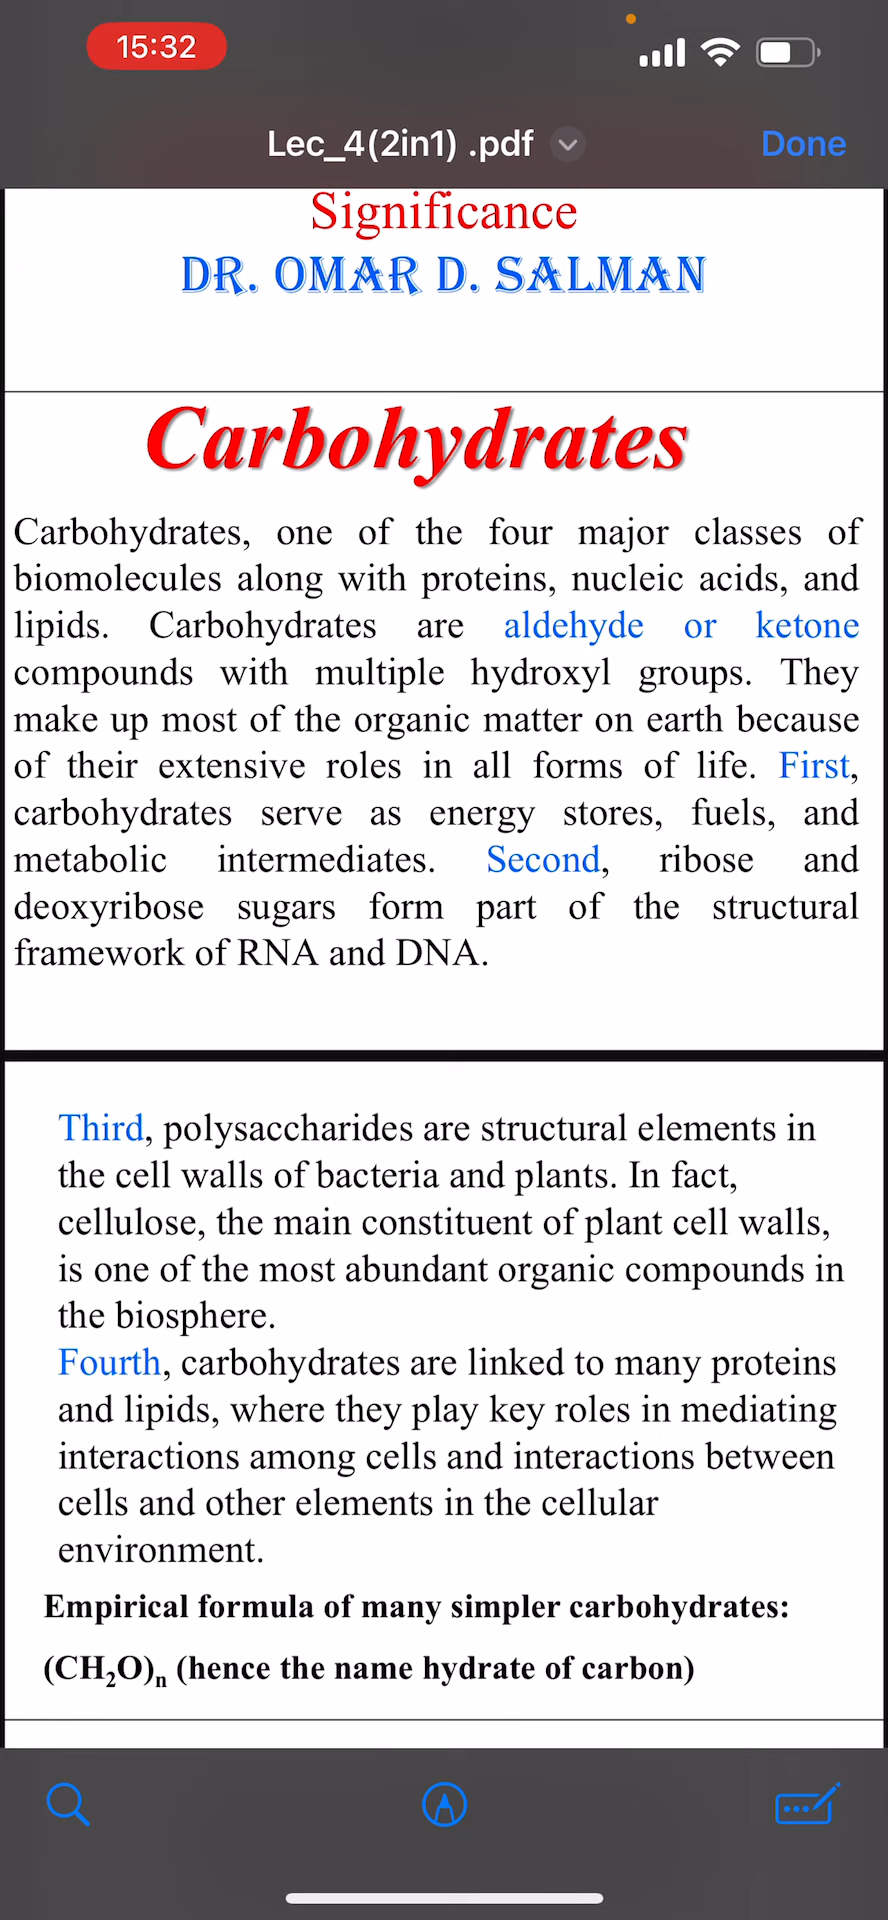 15:32
Lec_4(2in1) .pdf
Done
Significance
DR. OMAR D. SALMAN
Carbohydrates
Carbohydrates, one of the four major classes of
biomolecules along with proteins, nucleic acids, and
lipids. Carbohydrates are aldehyde or ketone
compounds with multiple hydroxyl groups. They
make up most of the organic matter on earth because
of their extensive roles in all forms of life. First,
carbohydrates serve as energy stores, fuels, and
metabolic intermediates. Second, ribose and
deoxyribose sugars form part of the structural
framework of RNA and DNA.
Third, polysaccharides are structural elements in
the cell walls of bacteria and plants. In fact,
cellulose, the main constituent of plant cell walls,
is one of the most abundant organic compounds in
the biosphere.
Fourth, carbohydrates are linked to many proteins
and lipids, where they play key roles in mediating
interactions among cells and interactions between
cells and other elements in the cellular
environment.
Empirical formula of many simpler carbohydrates:
(CH₂O)ₙ (hence the name hydrate of carbon)